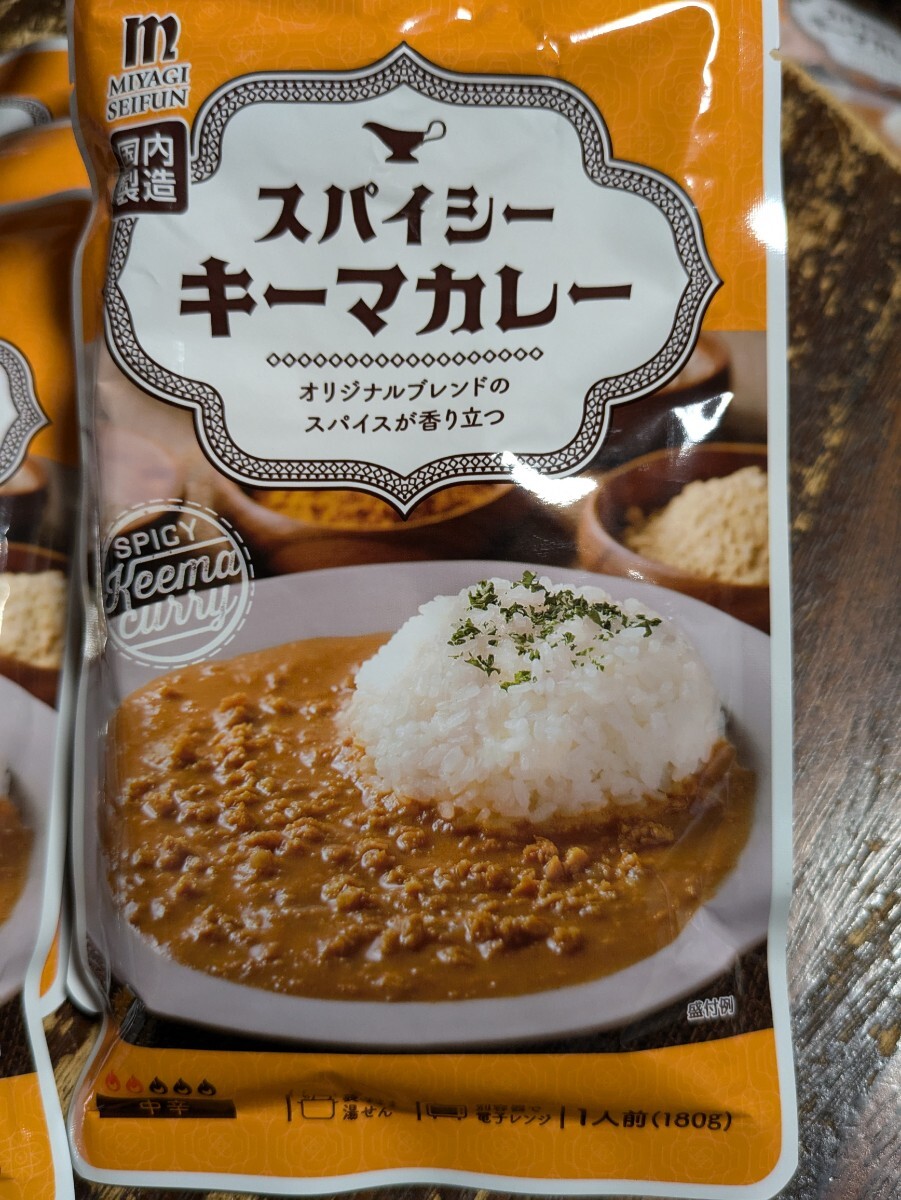 m
MIYAGI
SEIFUN
国内
製造
スパイシー
キーマカレー
オリジナルブレンドの
スパイスが香り立つ
SPICY
Keema
curry
盛付例
中辛
湯せん
電子レンジ
1人前(180g)